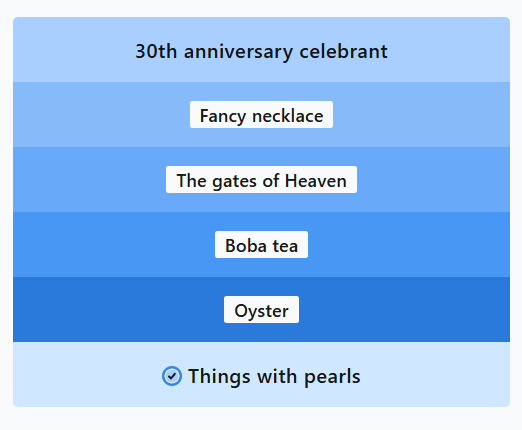 30th anniversary celebrant
Fancy necklace
The gates of Heaven
Boba tea
Oyster
Things with pearls